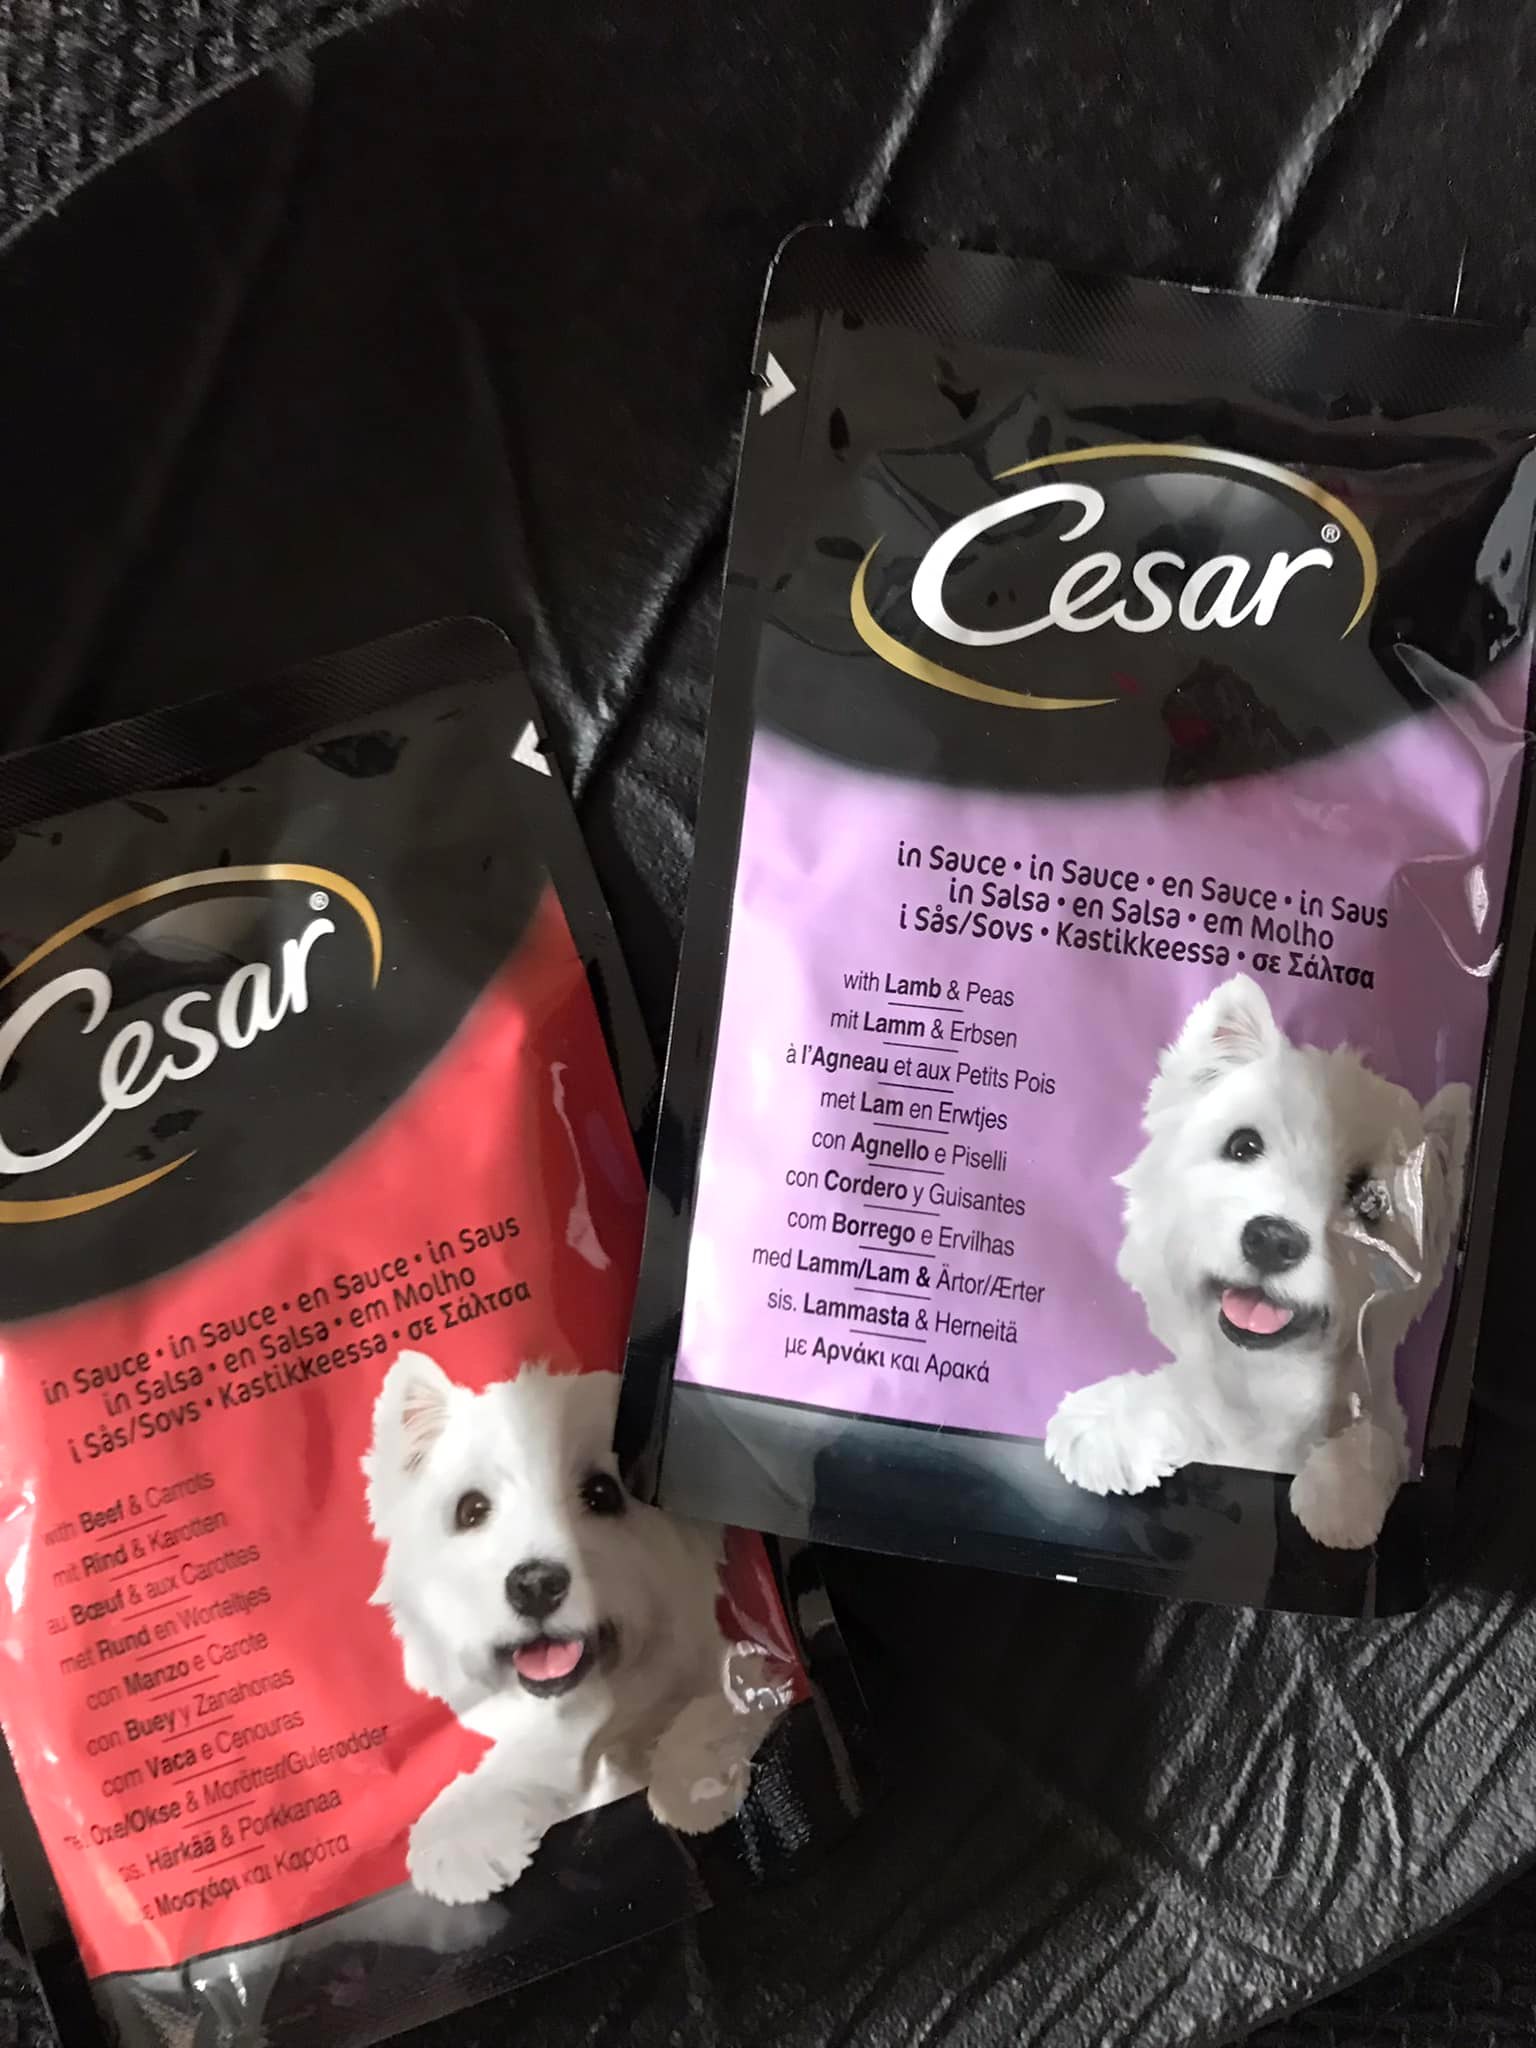 Cesar®
in Sauce • in Sauce • en Sauce • in Saus
in Salsa • en Salsa • em Molho
i Sås/Sovs • Kastikkeessa • σε Σάλτσα
with Beef & Carrots
mit Rind & Karotten
au Bœuf & aux Carottes
met Rund en Worteltjes
con Manzo e Carote
con Buey y Zanahorias
com Vaca e Cenouras
Oxe/Okse & Morötter/Gulerødder
sis. Härkää & Porkkanaa
Μοσχάρι και Καρότα
Cesar®
in Sauce • in Sauce • en Sauce • in Saus
in Salsa • en Salsa • em Molho
i Sås/Sovs • Kastikkeessa • σε Σάλτσα
with Lamb & Peas
mit Lamm & Erbsen
à l'Agneau et aux Petits Pois
met Lam en Erwtjes
con Agnello e Piselli
con Cordero y Guisantes
com Borrego e Ervilhas
med Lamm/Lam & Ärtor//Ærter
sis. Lammasta & Herneitä
με Αρνάκι και Αρακά